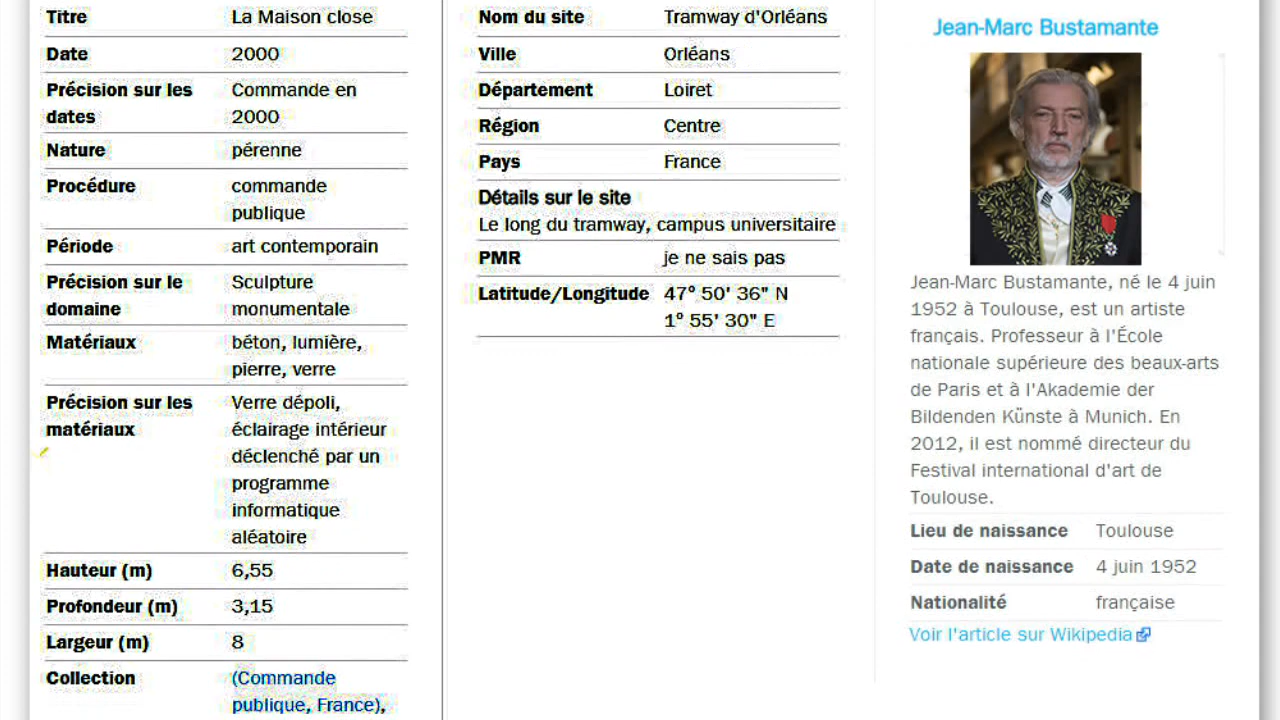 Titre La Maison close
Date 2000
Précision sur les dates Commande en 2000
Nature pérenne
Procédure commande publique
Période art contemporain
Précision sur le domaine Sculpture monumentale
Matériaux béton, lumière, pierre, verre
Précision sur les matériaux Verre dépoli, éclairage intérieur déclenché par un programme informatique aléatoire
Hauteur (m) 6,55
Profondeur (m) 3,15
Largeur (m) 8
Collection (Commande publique, France),
Nom du site Tramway d'Orléans
Ville Orléans
Département Loiret
Région Centre
Pays France
Détails sur le site
Le long du tramway, campus universitaire
PMR je ne sais pas
Latitude/Longitude 47° 50' 36" N
1° 55' 30" E
Jean-Marc Bustamante
Jean-Marc Bustamante, né le 4 juin
1952 à Toulouse, est un artiste
français. Professeur à l'École
nationale supérieure des beaux-arts
de Paris et à l'Akademie der
Bildenden Künste à Munich. En
2012, il est nommé directeur du
Festival international d'art de
Toulouse.
Lieu de naissance Toulouse
Date de naissance 4 juin 1952
Nationalité française
Voir l'article sur Wikipedia